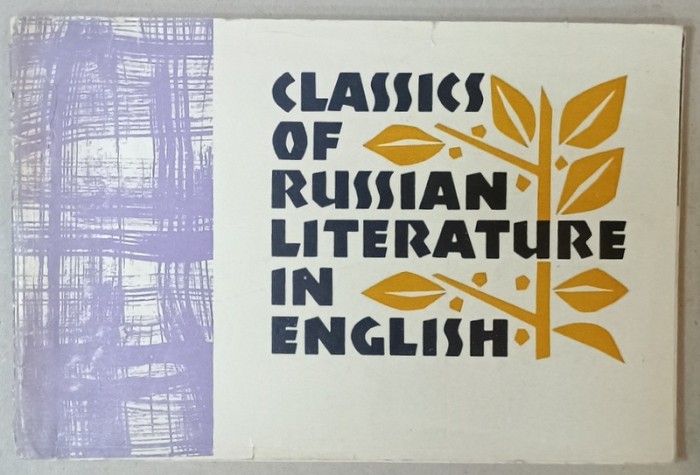 CLASSICS
OF
RUSSIAN
LITERATURE
IN
ENGLISH